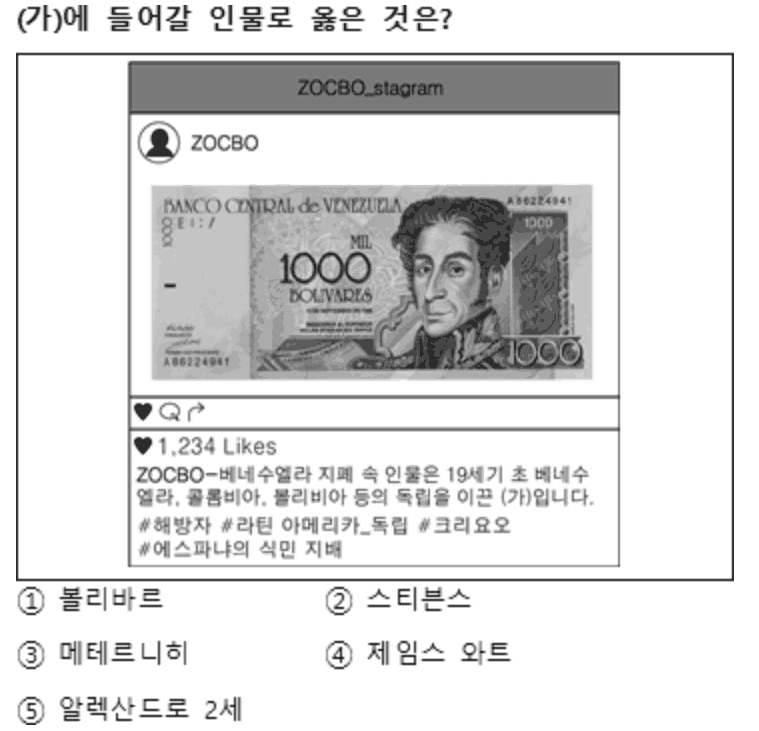 (가)에 들어갈 인물로 옳은 것은?
ZOCBO_stagram
ZOCBO
BANCO CENTRAL de VENEZUELA
A86224941
1000
MIL
1000
BOLIVARES
1000
A86224941
1,234 Likes
ZOCBO-베네수엘라 지폐 속 인물은 19세기 초 베네수
엘라, 콜롬비아, 볼리비아 등의 독립을 이끈 (가)입니다.
#해방자 #라틴 아메리카_독립 #크리요오
#에스파냐의 식민 지배
① 볼리바르
② 스티븐스
③ 메테르니히
④ 제임스 와트
⑤ 알렉산드로 2세